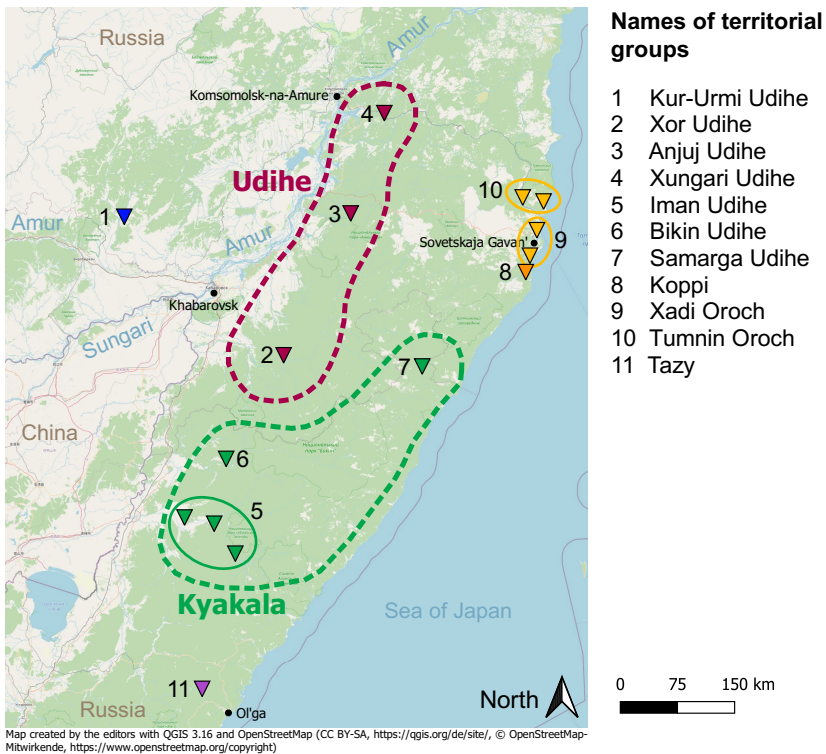 Russia
Amur
Komsomolsk-na-Amure
4
Udihe
10
3
1
Amur
Amur
Sovetskaja Gavan'
9
8
Khabarovsk
Sungari
2
7
China
6
5
Kyakala
Sea of Japan
11
Russia
Ol'ga
North
Names of territorial
groups
1 Kur-Urmi Udihe
2 Xor Udihe
3 Anjuj Udihe
4 Xungari Udihe
5 Iman Udihe
6 Bikin Udihe
7 Samarga Udihe
8 Koppi
9 Xadi Oroch
10 Tumnin Oroch
11 Tazy
0 75 150 km
Map created by the editors with QGIS 3.16 and OpenStreetMap (CC BY-SA, https://qgis.org/de/site/, © OpenStreetMap-
Mitwirkende, https://www.openstreetmap.org/copyright)